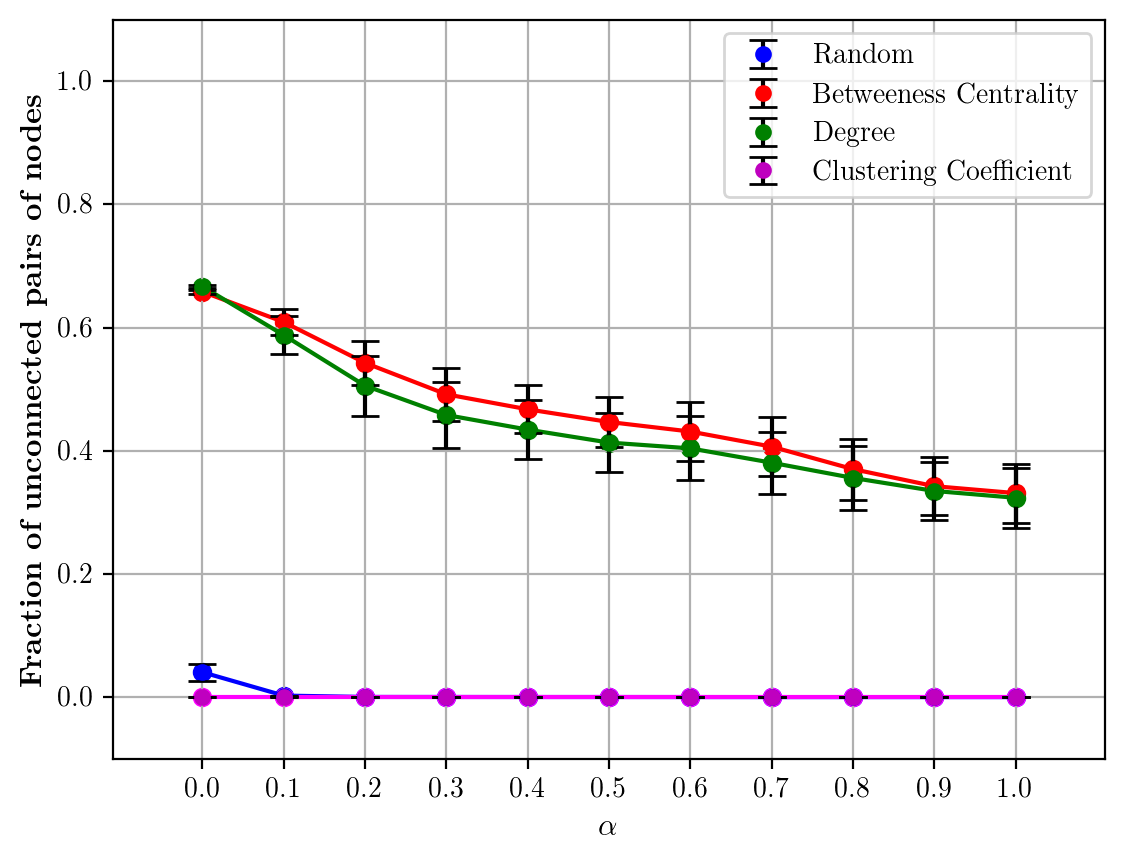 Random
Betweeness Centrality
Degree
Clustering Coefficient
Fraction of unconnected pairs of nodes
1.0
0.8
0.6
0.4
0.2
0.0
0.0 0.1 0.2 0.3 0.4 0.5 0.6 0.7 0.8 0.9 1.0
α